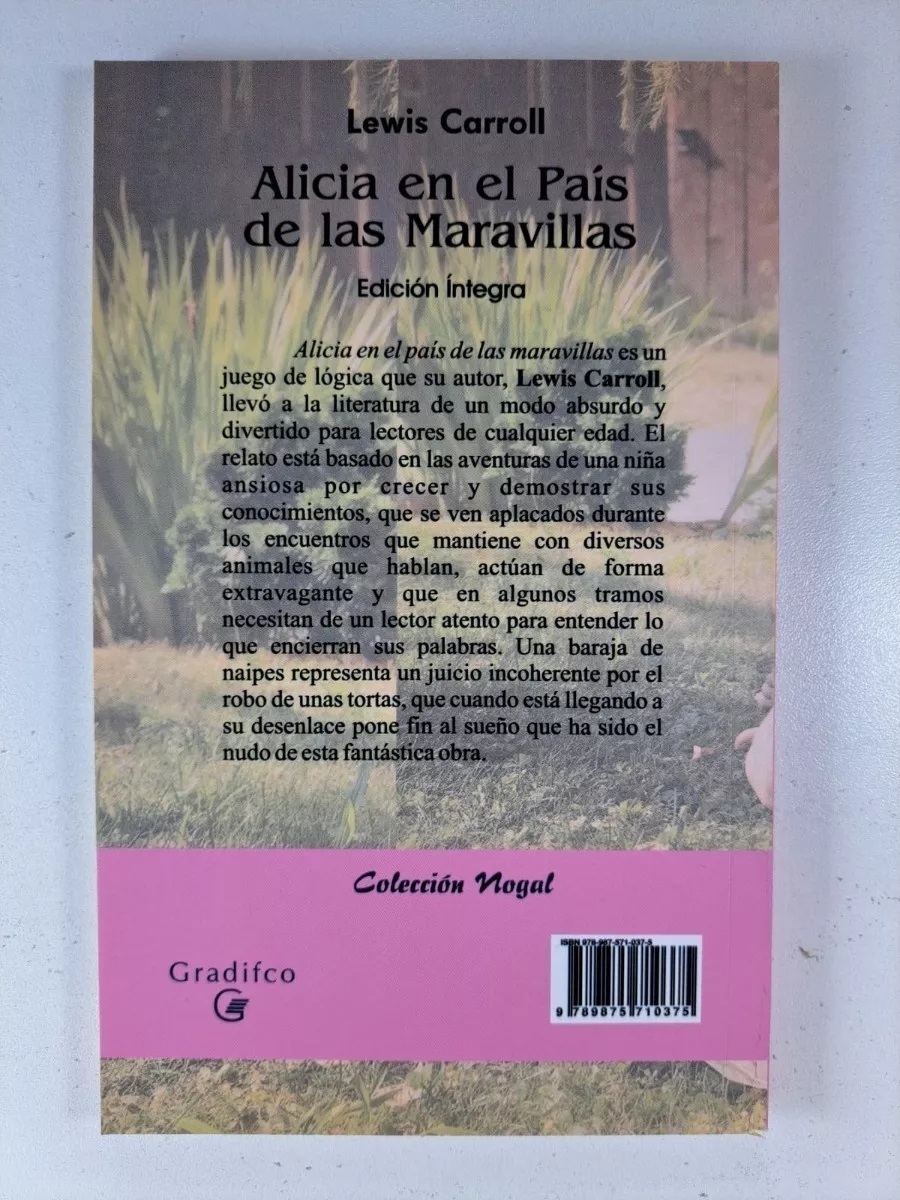 Lewis Carroll
Alicia en el País
de las Maravillas
Edición Íntegra
Alicia en el país de las maravillas es un
juego de lógica que su autor, Lewis Carroll,
llevó a la literatura de un modo absurdo y
divertido para lectores de cualquier edad. El
relato está basado en las aventuras de una niña
ansiosa por crecer y demostrar sus
conocimientos, que se ven aplacados durante
los encuentros que mantiene con diversos
animales que hablan, actúan de forma
extravagante y que en algunos tramos
necesitan de un lector atento para entender lo
que encierran sus palabras. Una baraja de
naipes representa un juicio incoherente por el
robo de unas tortas, que cuando está llegando a
su desenlace pone fin al sueño que ha sido el
nudo de esta fantástica obra.
Colección Nogal
Gradifco
ISBN 978-987-571-037-5
9 789875 710375